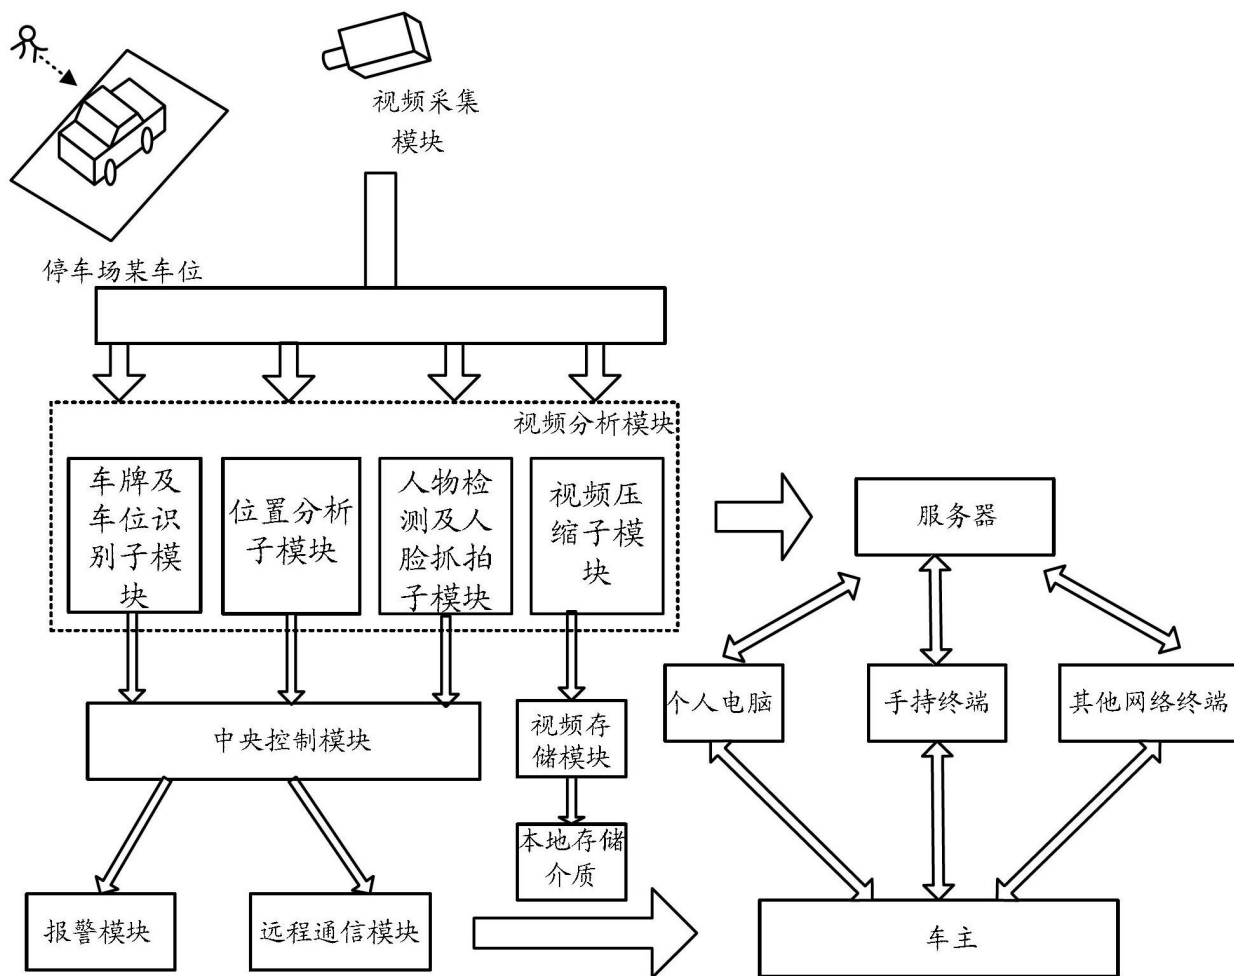 视频采集
模块
停车场某车位
视频分析模块
车牌及
车位识
别子模
块
位置分析
子模块
人物检
测及人
脸抓拍
子模块
视频压
缩子模
块
服务器
中央控制模块
视频存
储模块
个人电脑
手持终端
其他网络终端
本地存储
介质
报警模块
远程通信模块
车主